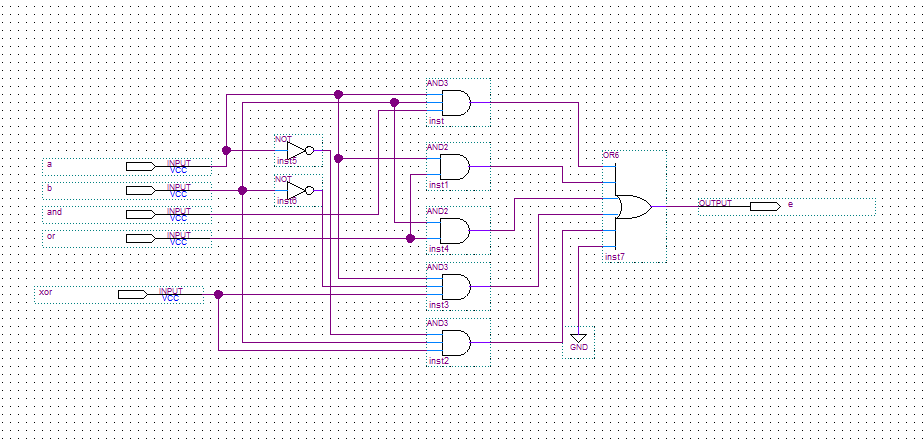 AND3
inst
NOT
inst5
a
INPUT
VCC
AND2
inst1
OR6
b
INPUT
VCC
NOT
inst6
and
INPUT
VCC
AND2
inst4
OUTPUT
e
or
INPUT
VCC
inst7
AND3
inst3
xor
INPUT
VCC
AND3
inst2
GND